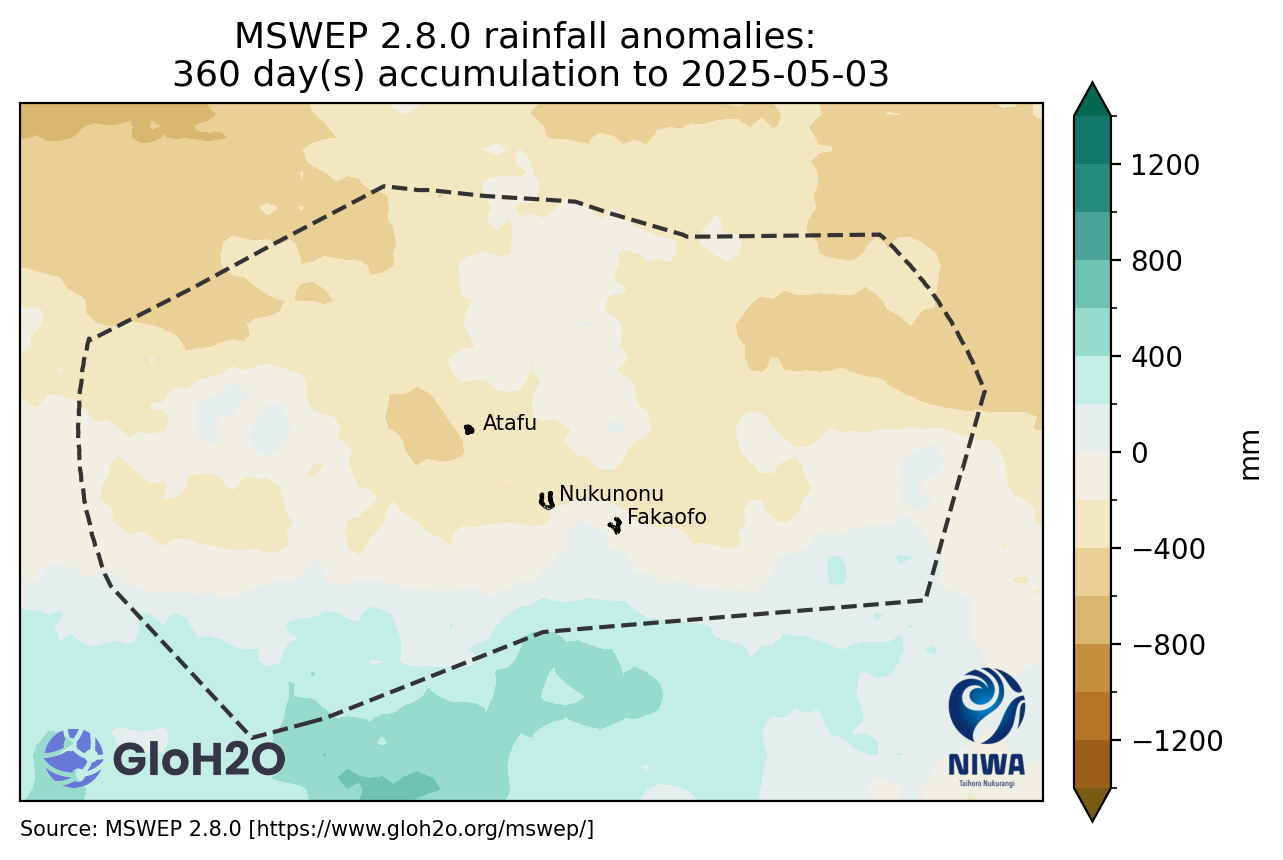 MSWEP 2.8.0 rainfall anomalies:
360 day(s) accumulation to 2025-05-03
1200
800
400
0
−400
−800
−1200
mm
Atafu
Nukunonu
Fakaofo
GloH2O
NIWA
Taihoro Nukurangi
Source: MSWEP 2.8.0 [https://www.gloh2o.org/mswep/]